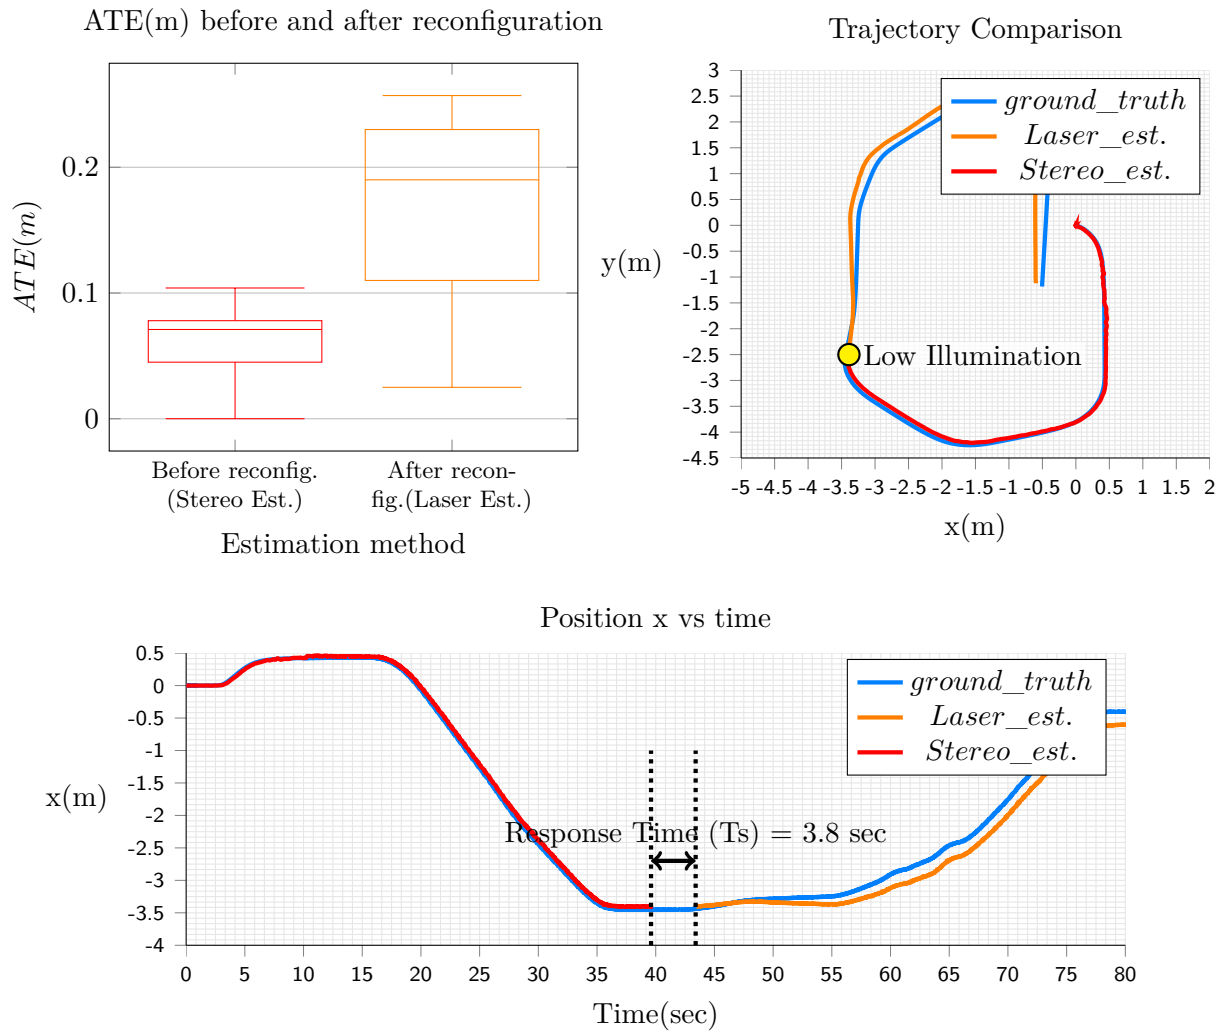 ATE(m) before and after reconfiguration
0.2
0.1
0
ATE(m)
Before reconfig.
(Stereo Est.)
After recon-
fig.(Laser Est.)
Estimation method
Trajectory Comparison
3
2.5
2
1.5
1
0.5
0
-0.5
-1
-1.5
-2
-2.5
-3
-3.5
-4
-4.5
y(m)
ground_truth
Laser_est.
Stereo_est.
Low Illumination
-5 -4.5 -4 -3.5 -3 -2.5 -2 -1.5 -1 -0.5 0 0.5 1 1.5 2
x(m)
Position x vs time
0.5
0
-0.5
-1
-1.5
-2
-2.5
-3
-3.5
-4
x(m)
ground_truth
Laser_est.
Stereo_est.
Response Time (Ts) = 3.8 sec
0 5 10 15 20 25 30 35 40 45 50 55 60 65 70 75 80
Time(sec)